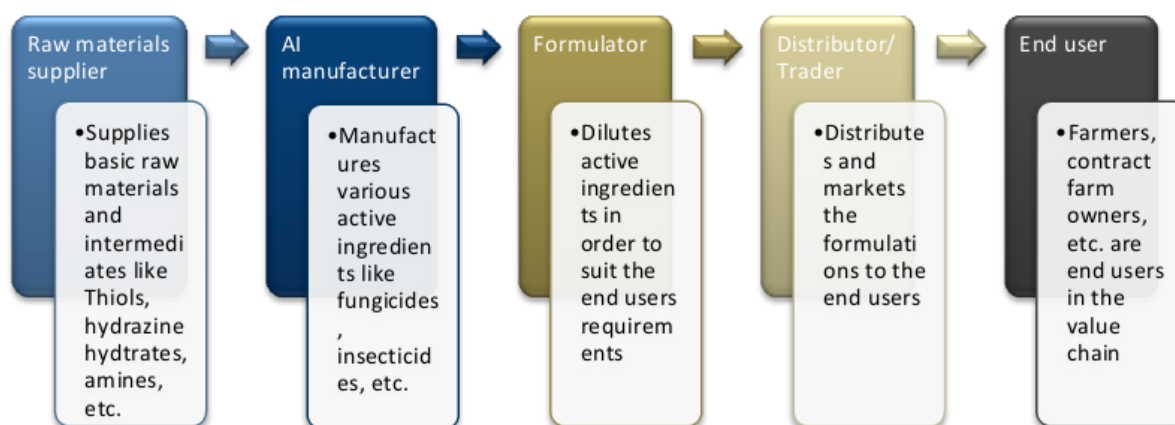 Raw materials
supplier
•Supplies
basic raw
materials
and
intermedi
ates like
Thiols,
hydrazine
hydtrates,
amines,
etc.
AI
manufacturer
•Manufact
ures
various
active
ingredien
ts like
fungicides
,
insecticid
es, etc.
Formulator
•Dilutes
active
ingredien
ts in
order to
suit the
end users
requirem
ents
Distributor/
Trader
•Distribute
s and
markets
the
formulati
ons to the
end users
End user
•Farmers,
contract
farm
owners,
etc. are
end users
in the
value
chain